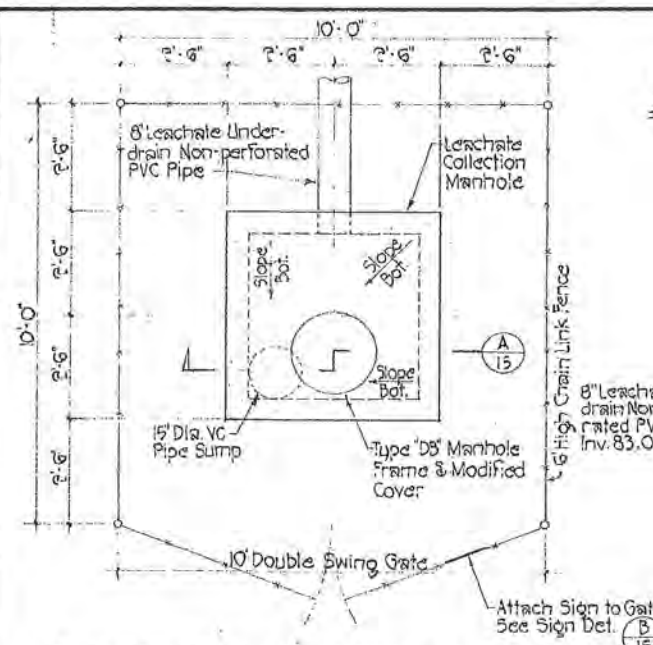 10'-0"
2'-6" 2'-6" 2'-6" 2'-6"
8" Leachate Under-
drain Non-perforated
PVC Pipe
Leachate
Collection
Manhole
2'-6"
2'-6"
2'-6"
2'-6"
10'-0"
Slope
Bot.
Slope
Bot.
Slope
Bot.
A
15
6' High Chain Link Fence
8" Leacha
drain Non
rated PV
Inv. 83.0
15" Dia. VC
Pipe Sump
Type "D5" Manhole
Frame & Modified
Cover
10' Double Swing Gate
Attach Sign to Gat
See Sign Det.
B
15